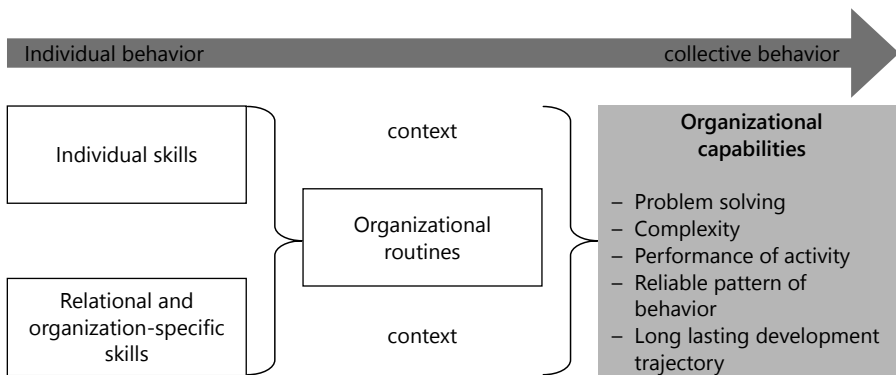 Individual behavior
collective behavior
Individual skills
Relational and
organization-specific
skills
context
Organizational
routines
context
Organizational
capabilities
– Problem solving
– Complexity
– Performance of activity
– Reliable pattern of
behavior
– Long lasting development
trajectory